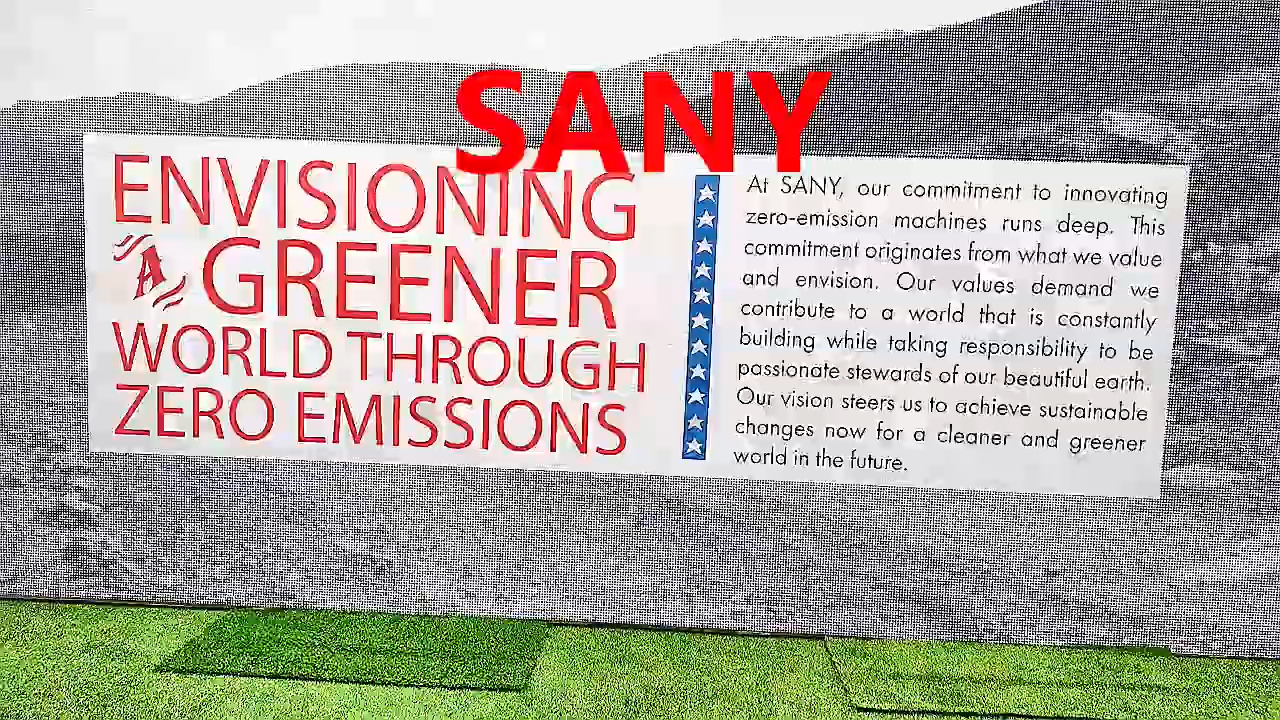 SANY
ENVISIONING
A GREENER
WORLD THROUGH
ZERO EMISSIONS
At SANY, our commitment to innovating
zero-emission machines runs deep. This
commitment originates from what we value
and envision. Our values demand we
contribute to a world that is constantly
building while taking responsibility to be
passionate stewards of our beautiful earth.
Our vision steers us to achieve sustainable
changes now for a cleaner and greener
world in the future.